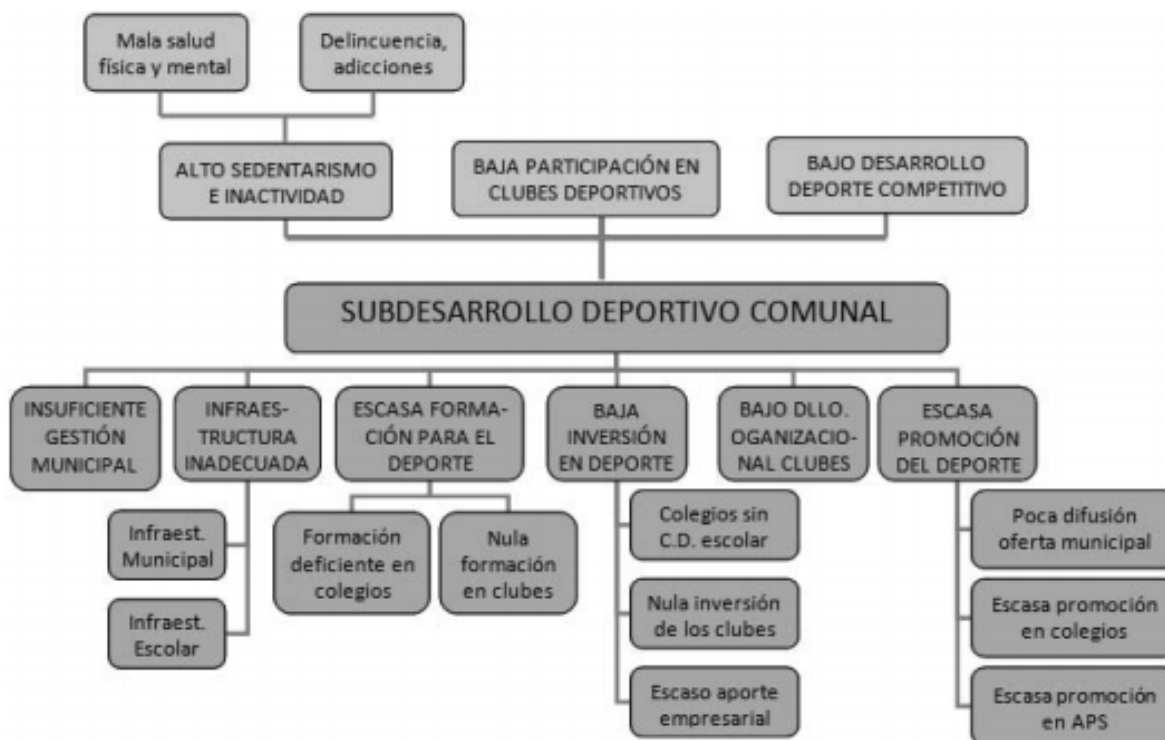 Mala salud
física y mental
Delincuencia,
adicciones
ALTO SEDENTARISMO
E INACTIVIDAD
BAJA PARTICIPACIÓN EN
CLUBES DEPORTIVOS
BAJO DESARROLLO
DEPORTE COMPETITIVO
SUBDESARROLLO DEPORTIVO COMUNAL
INSUFICIENTE
GESTIÓN
MUNICIPAL
INFRAES-
TRUCTURA
INADECUADA
ESCASA FORMA-
CIÓN PARA EL
DEPORTE
BAJA
INVERSIÓN
EN DEPORTE
BAJO DLLO.
OGANIZACIO-
NAL CLUBES
ESCASA
PROMOCIÓN
DEL DEPORTE
Infraest.
Municipal
Infraest.
Escolar
Formación
deficiente en
colegios
Nula
formación
en clubes
Colegios sin
C.D. escolar
Nula inversión
de los clubes
Escaso aporte
empresarial
Poca difusión
oferta municipal
Escasa promoción
en colegios
Escasa promoción
en APS